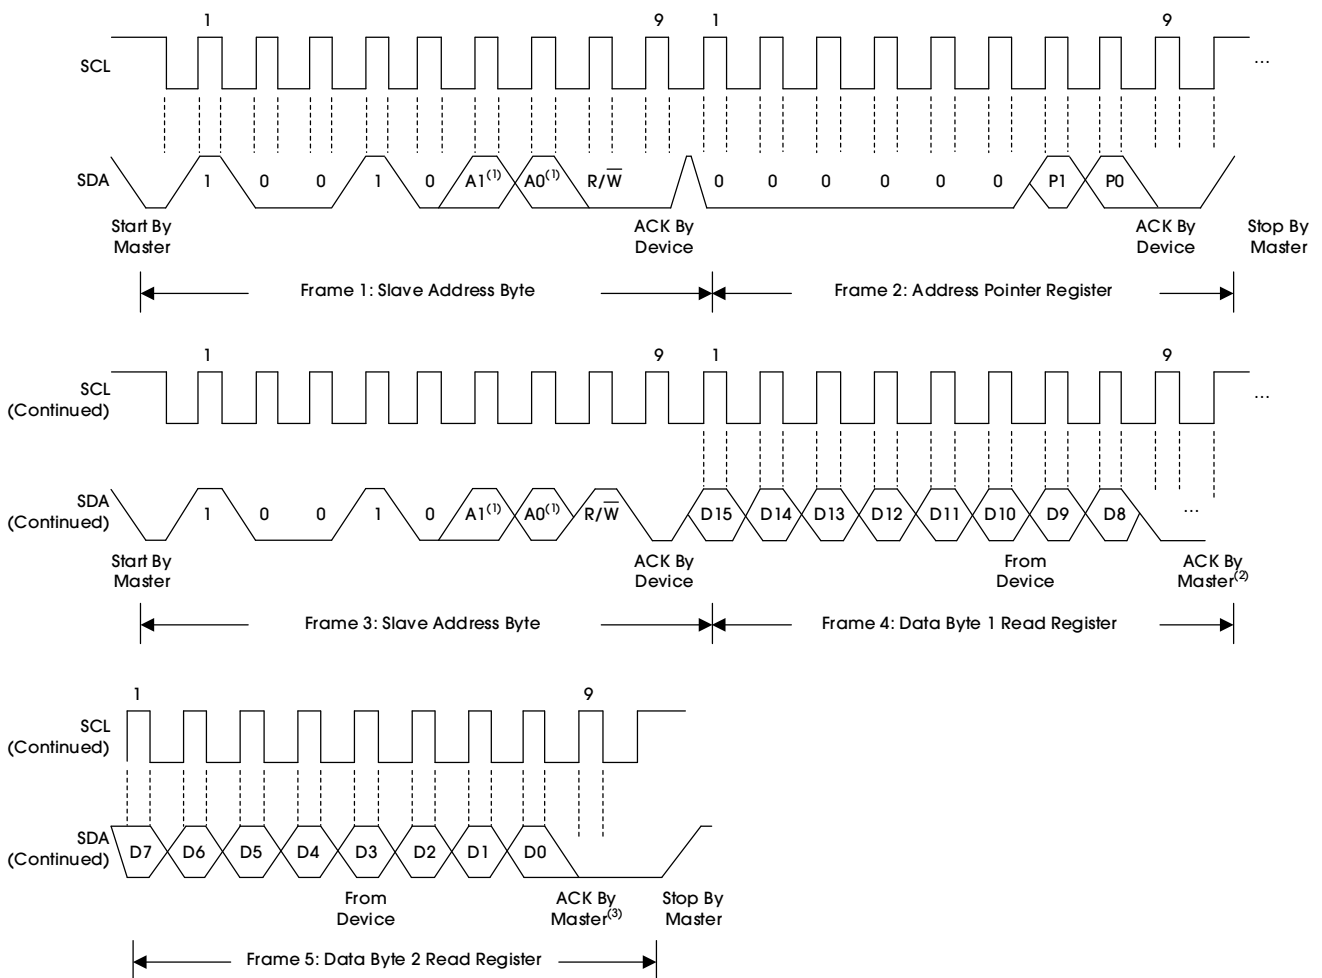 1 9 1 9
SCL ...
SDA 1 0 0 1 0 A1(1) A0(1) R/W̅ 0 0 0 0 0 0 P1 P0
Start By Master
ACK By Device
ACK By Device
Stop By Master
Frame 1: Slave Address Byte
Frame 2: Address Pointer Register
1 9 1 9
SCL (Continued) ...
SDA (Continued) 1 0 0 1 0 A1(1) A0(1) R/W̅ D15 D14 D13 D12 D11 D10 D9 D8 ...
Start By Master
ACK By Device
From Device
ACK By Master(2)
Frame 3: Slave Address Byte
Frame 4: Data Byte 1 Read Register
1 9
SCL (Continued)
SDA (Continued) D7 D6 D5 D4 D3 D2 D1 D0
From Device
ACK By Master(3)
Stop By Master
Frame 5: Data Byte 2 Read Register